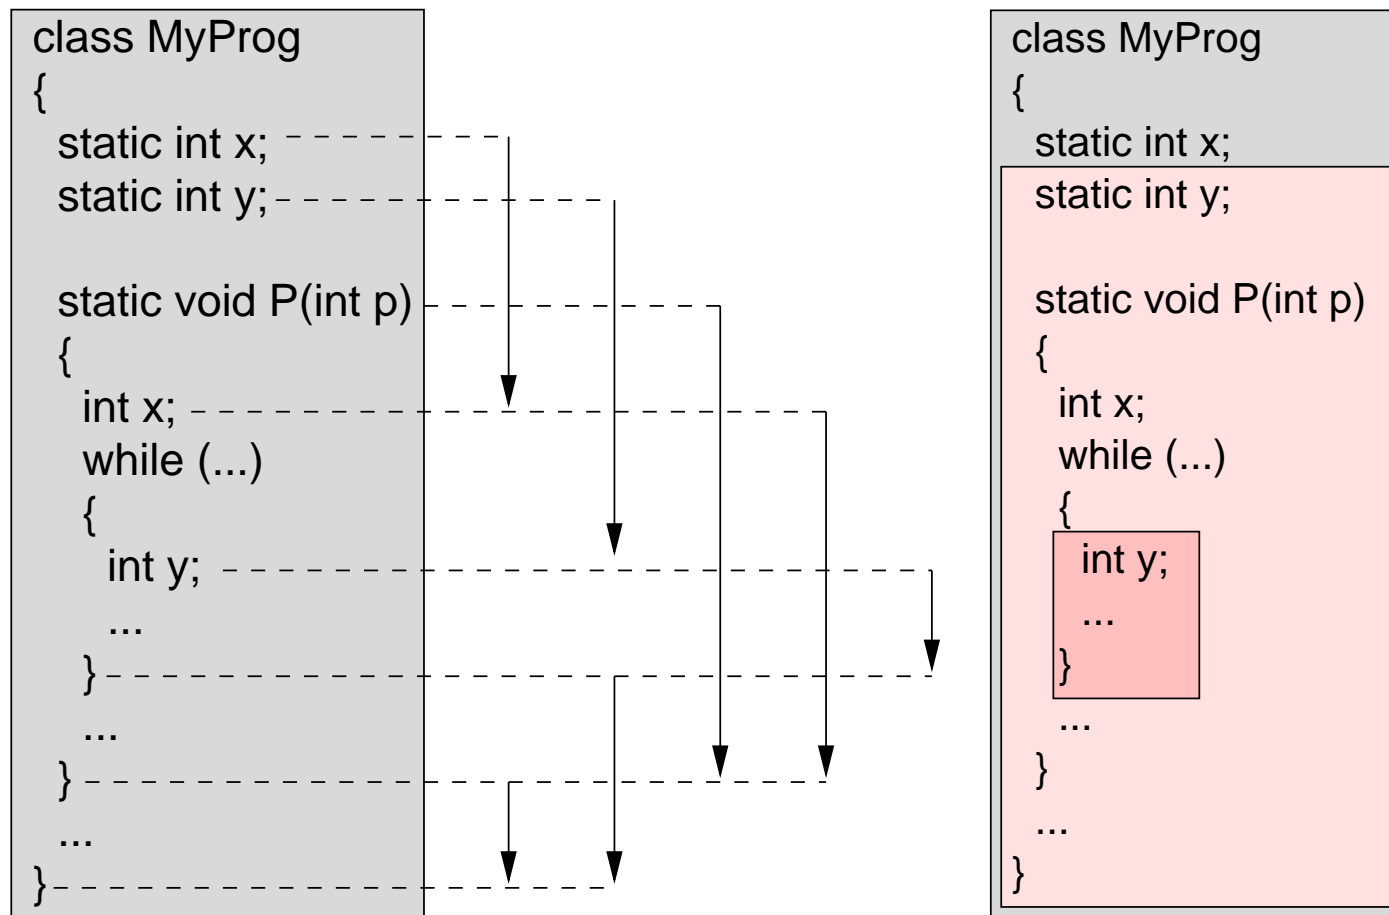 class MyProg
{
static int x;
static int y;
static void P(int p)
{
int x;
while (...)
{
int y;
...
}
...
}
...
}
class MyProg
{
static int x;
static int y;
static void P(int p)
{
int x;
while (...)
{
int y;
...
}
...
}
...
}